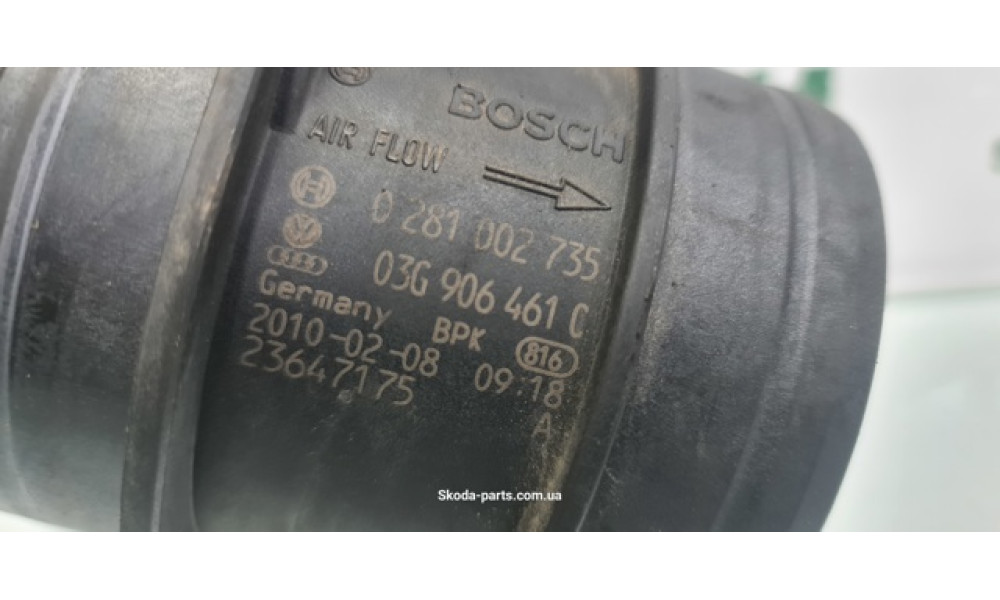 BOSCH
AIR FLOW
0 281 002 735
03G 906 461 C
Germany BPK 816
2010-02-08 09:18
23647175 A
Skoda-parts.com.ua